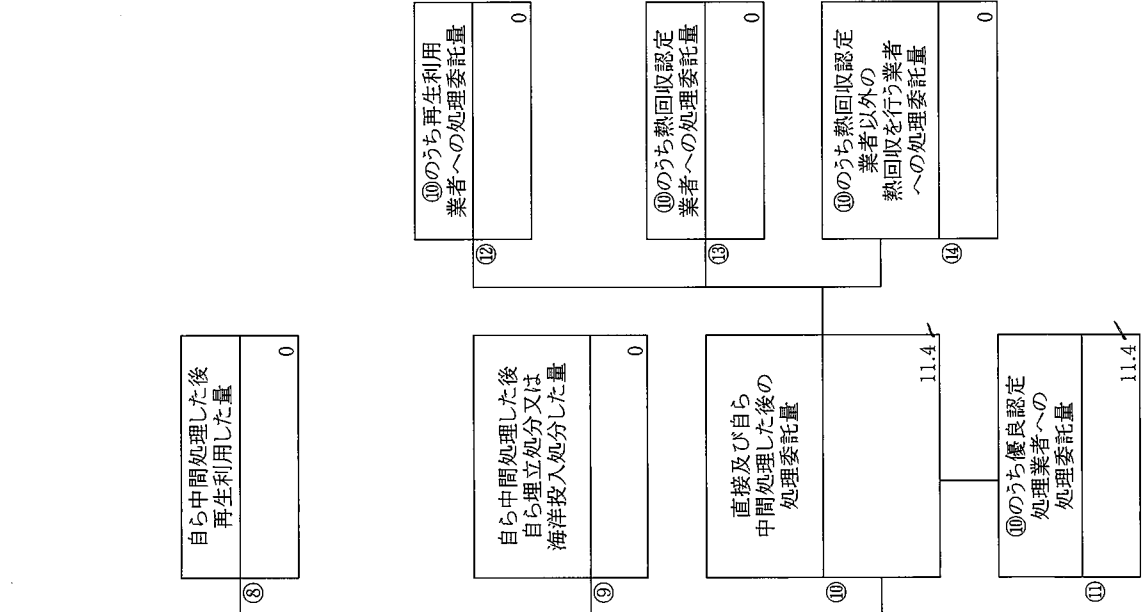 ⑧
自ら中間処理した後
再生利用した量
0
⑨
自ら中間処理した後
自ら埋立処分又は
海洋投入処分した量
0
⑩
直接及び自ら
中間処理した後の
処理委託量
11.4
⑪
⑩のうち優良認定
処理業者への
処理委託量
11.4
⑫
⑩のうち再生利用
業者への処理委託量
0
⑬
⑩のうち熱回収認定
業者への処理委託量
0
⑭
⑩のうち熱回収認定
業者以外の
熱回収を行う業者
への処理委託量
0